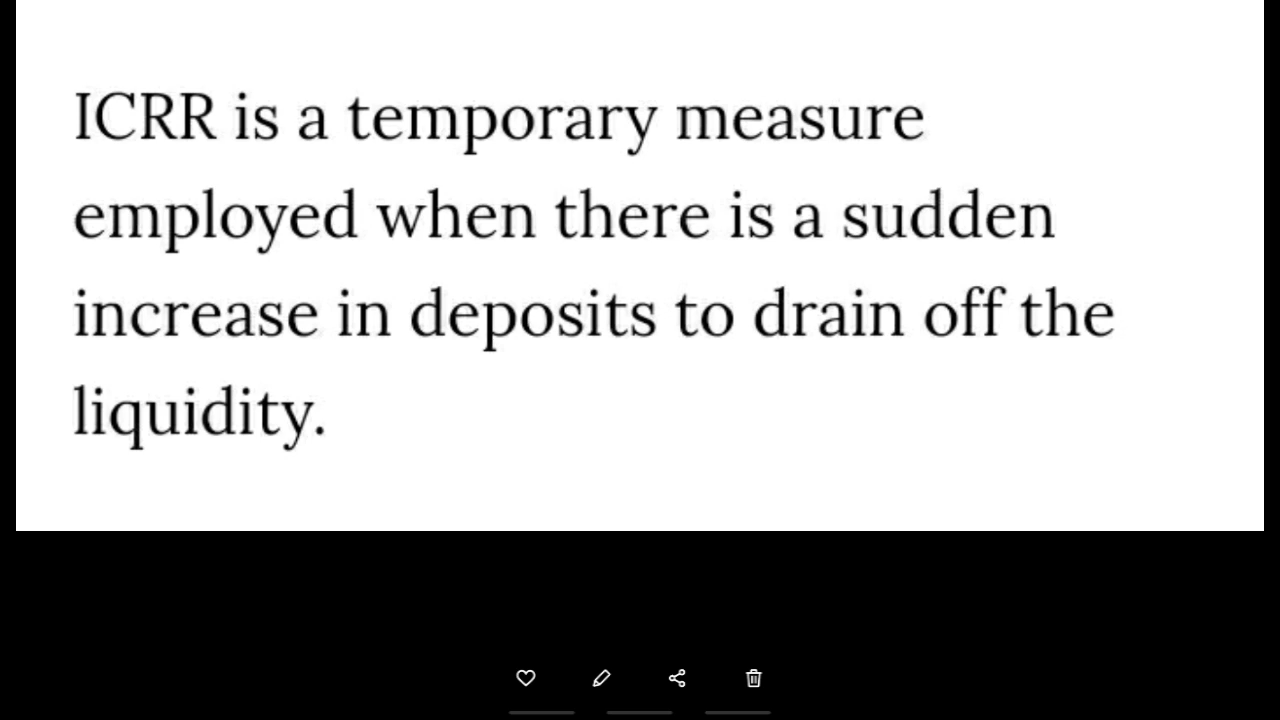 ICRR is a temporary measure
employed when there is a sudden
increase in deposits to drain off the
liquidity.